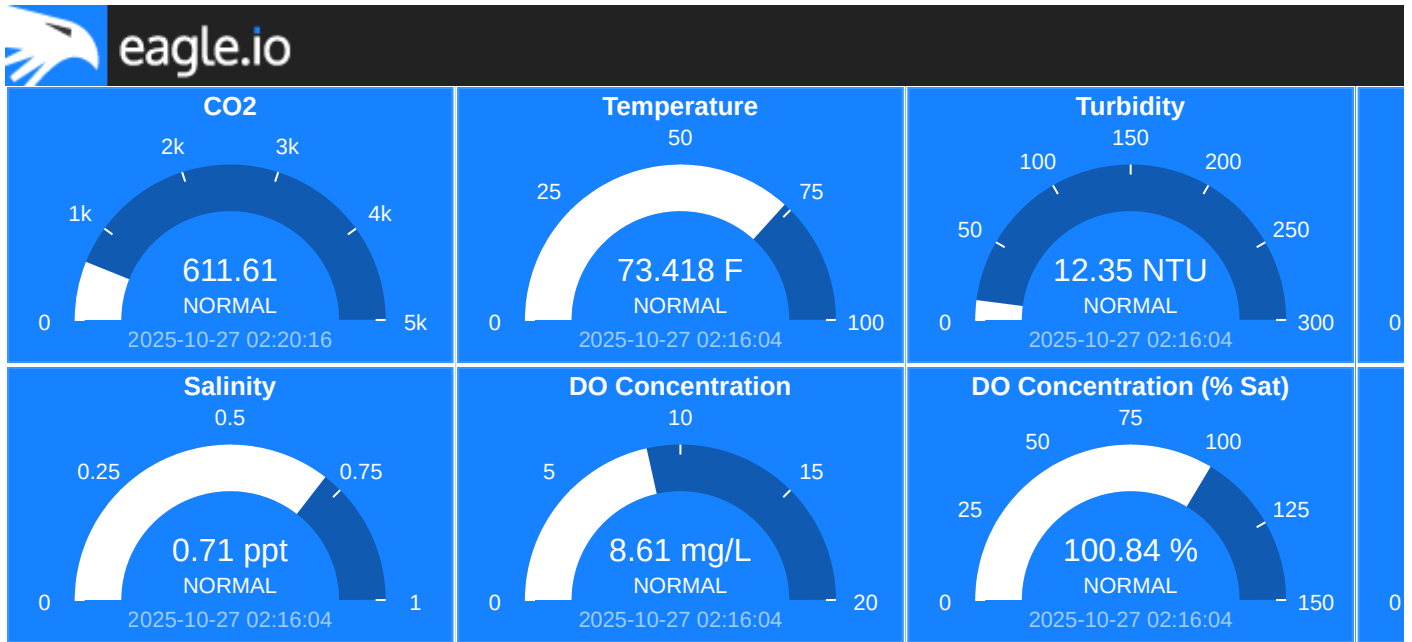 eagle.io
CO2
2k 3k
1k 4k
611.61
NORMAL
0 5k
2025-10-27 02:20:16
Temperature
50
25 75
73.418 F
NORMAL
0 100
2025-10-27 02:16:04
Turbidity
150
100 200
50 250
12.35 NTU
NORMAL
0 300
2025-10-27 02:16:04
0
Salinity
0.5
0.25 0.75
0.71 ppt
NORMAL
0 1
2025-10-27 02:16:04
DO Concentration
10
5 15
8.61 mg/L
NORMAL
0 20
2025-10-27 02:16:04
DO Concentration (% Sat)
75
50 100
25 125
100.84 %
NORMAL
0 150
2025-10-27 02:16:04
0